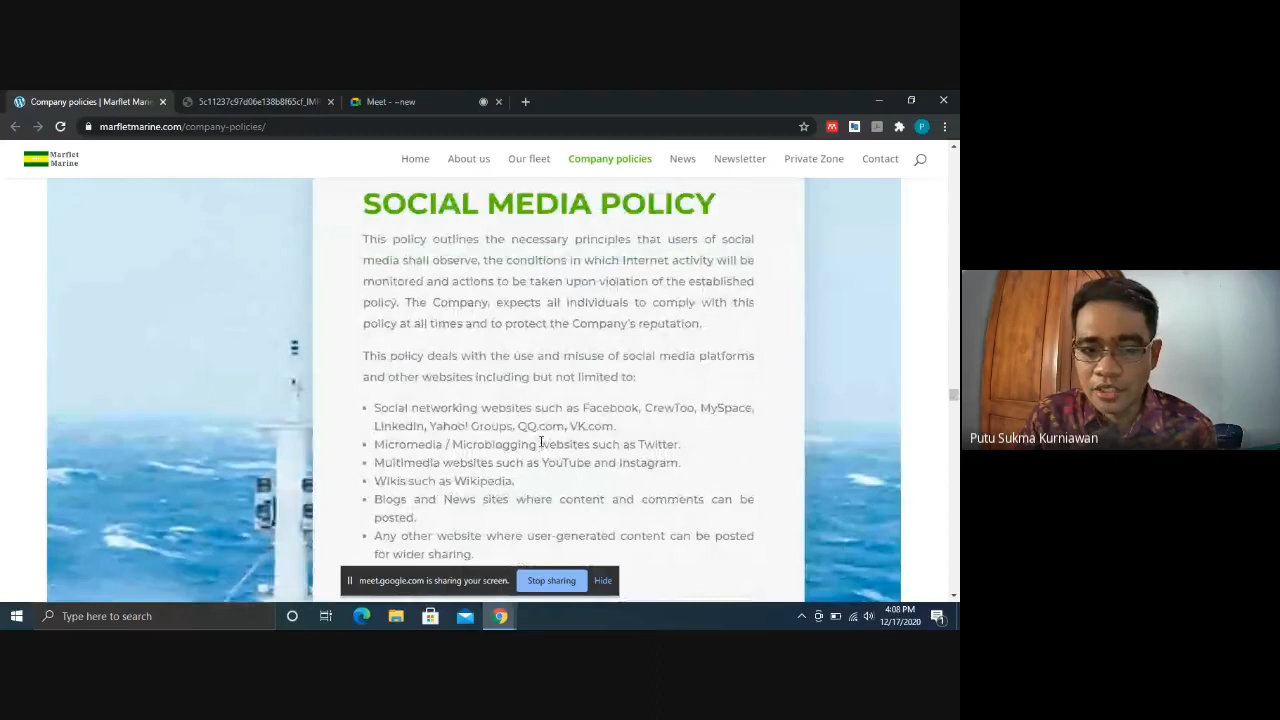 Company policies | Marflet Marin
5c11237c97d06e138b8f65cf_IMF
Meet - ~new
marfletmarine.com/company-policies/
P
Marflet
Marine
Home
About us
Our fleet
Company policies
News
Newsletter
Private Zone
Contact
SOCIAL MEDIA POLICY
This policy outlines the necessary principles that users of social
media shall observe, the conditions in which Internet activity will be
monitored and actions to be taken upon violation of the established
policy. The Company, expects all individuals to comply with this
policy at all times and to protect the Company's reputation.
This policy deals with the use and misuse of social media platforms
and other websites including but not limited to:
Social networking websites such as Facebook, CrewToo, MySpace,
LinkedIn, Yahoo! Groups, QQ.com, VK.com.
Micromedia / Microblogging websites such as Twitter.
Multimedia websites such as YouTube and Instagram.
Wikis such as Wikipedia.
Blogs and News sites where content and comments can be
posted.
Any other website where user-generated content can be posted
for wider sharing.
meet.google.com is sharing your screen.
Stop sharing
Hide
Putu Sukma Kurniawan
Type here to search
4:08 PM
12/17/2020
1